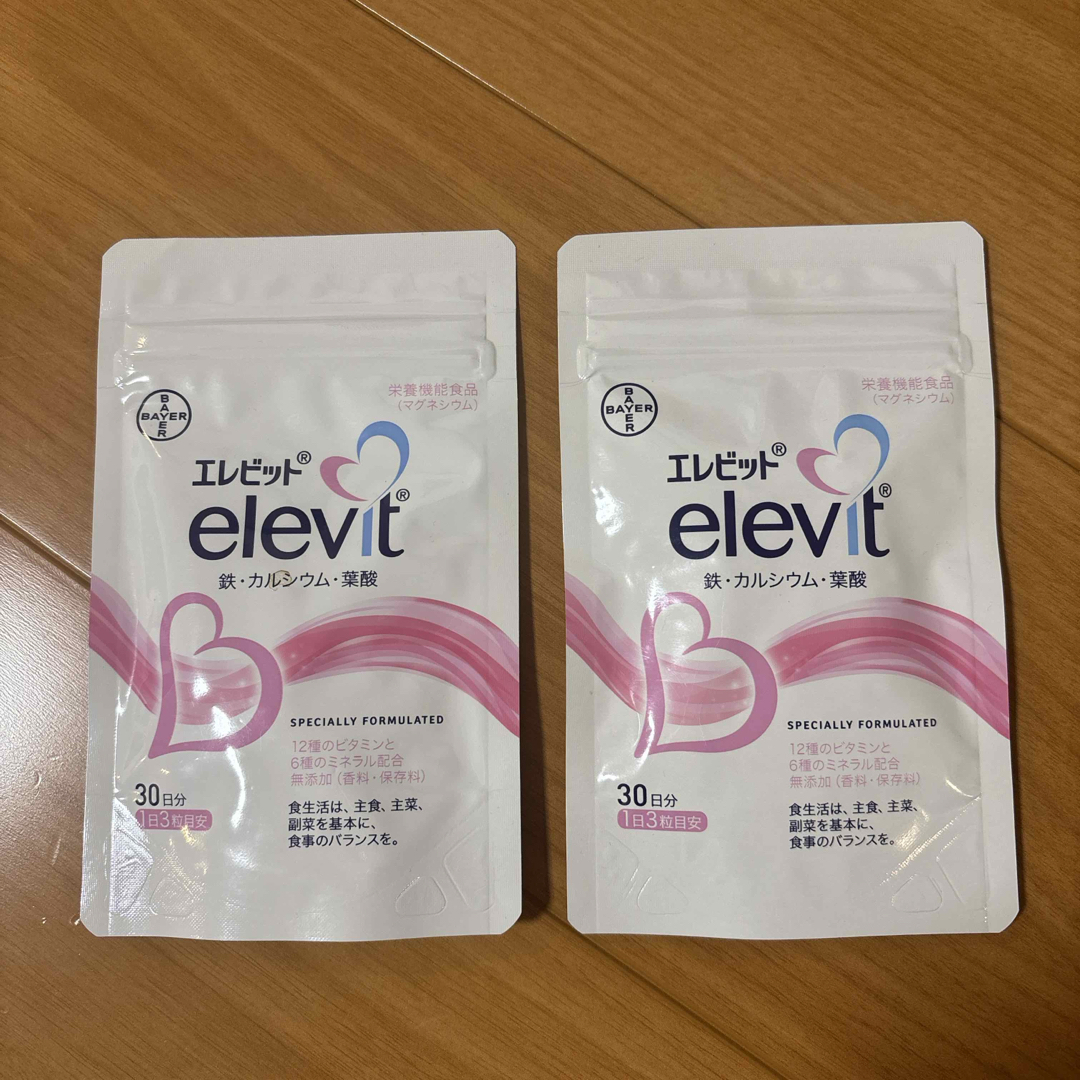 BAYER
BAYER
栄養機能食品
(マグネシウム)
エレビット®
elevit®
鉄・カルシウム・葉酸
SPECIALLY FORMULATED
12種のビタミンと
6種のミネラル配合
無添加(香料・保存料)
30日分
1日3粒目安
食生活は、主食、主菜、
副菜を基本に、
食事のバランスを。
BAYER
BAYER
栄養機能食品
(マグネシウム)
エレビット®
elevit®
鉄・カルシウム・葉酸
SPECIALLY FORMULATED
12種のビタミンと
6種のミネラル配合
無添加(香料・保存料)
30日分
1日3粒目安
食生活は、主食、主菜、
副菜を基本に、
食事のバランスを。